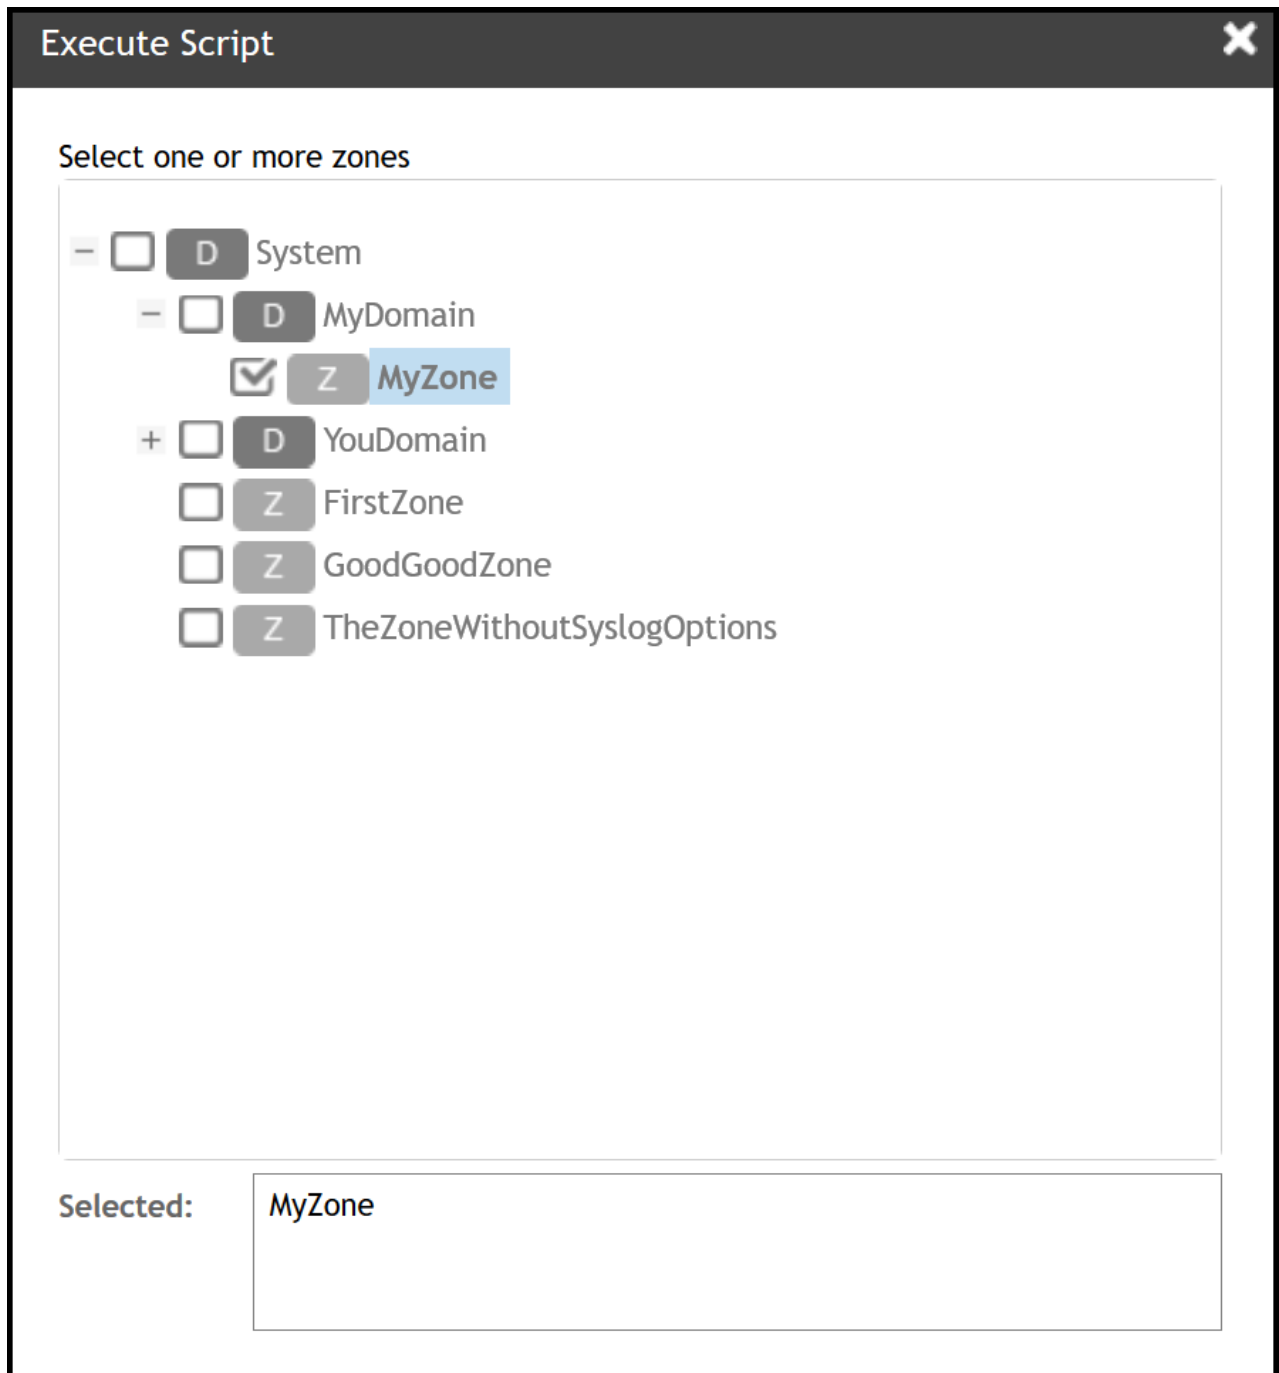 Execute Script
Select one or more zones
D System
D MyDomain
Z MyZone
D YouDomain
Z FirstZone
Z GoodGoodZone
Z TheZoneWithoutSyslogOptions
Selected: MyZone